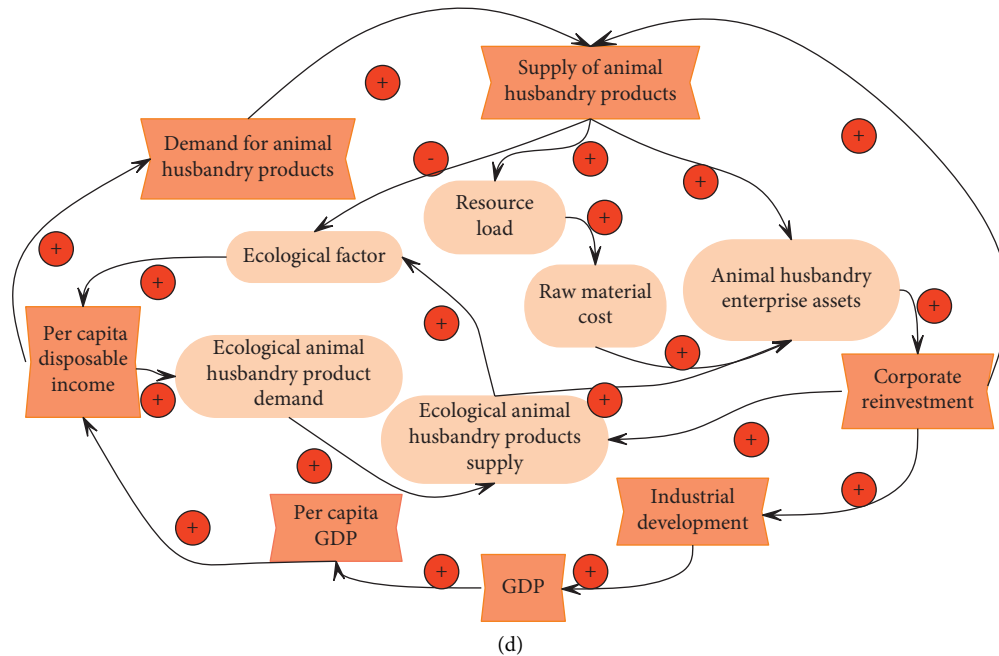 Supply of animal
husbandry products
+
+
Demand for animal
husbandry products
-
+
+
Resource
load
+
Ecological factor
+
+
Raw material
cost
Animal husbandry
enterprise assets
+
+
Per capita
disposable
income
+
Ecological animal
husbandry product
demand
+
+
Ecological animal
husbandry products
supply
Corporate
reinvestment
+
+
+
Industrial
development
Per capita
GDP
+
+
GDP
+
(d)